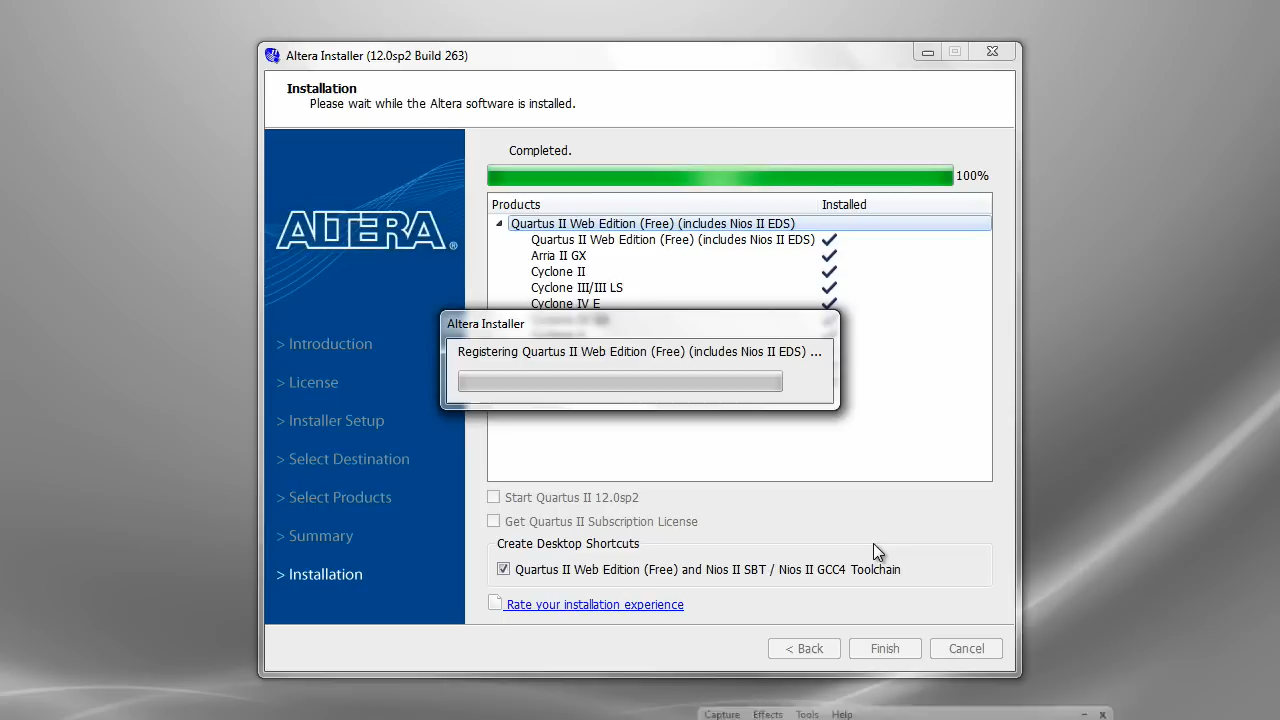 Altera Installer (12.0sp2 Build 263)
Installation
Please wait while the Altera software is installed.
ALTERA®
> Introduction
> License
> Installer Setup
> Select Destination
> Select Products
> Summary
> Installation
Completed.
100%
Products Installed
Quartus II Web Edition (Free) (includes Nios II EDS)
Quartus II Web Edition (Free) (includes Nios II EDS)
Arria II GX
Cyclone II
Cyclone III/III LS
Cyclone IV E
Altera Installer
Registering Quartus II Web Edition (Free) (includes Nios II EDS) ...
Start Quartus II 12.0sp2
Get Quartus II Subscription License
Create Desktop Shortcuts
Quartus II Web Edition (Free) and Nios II SBT / Nios II GCC4 Toolchain
Rate your installation experience
< Back Finish Cancel
Capture Effects Tools Help